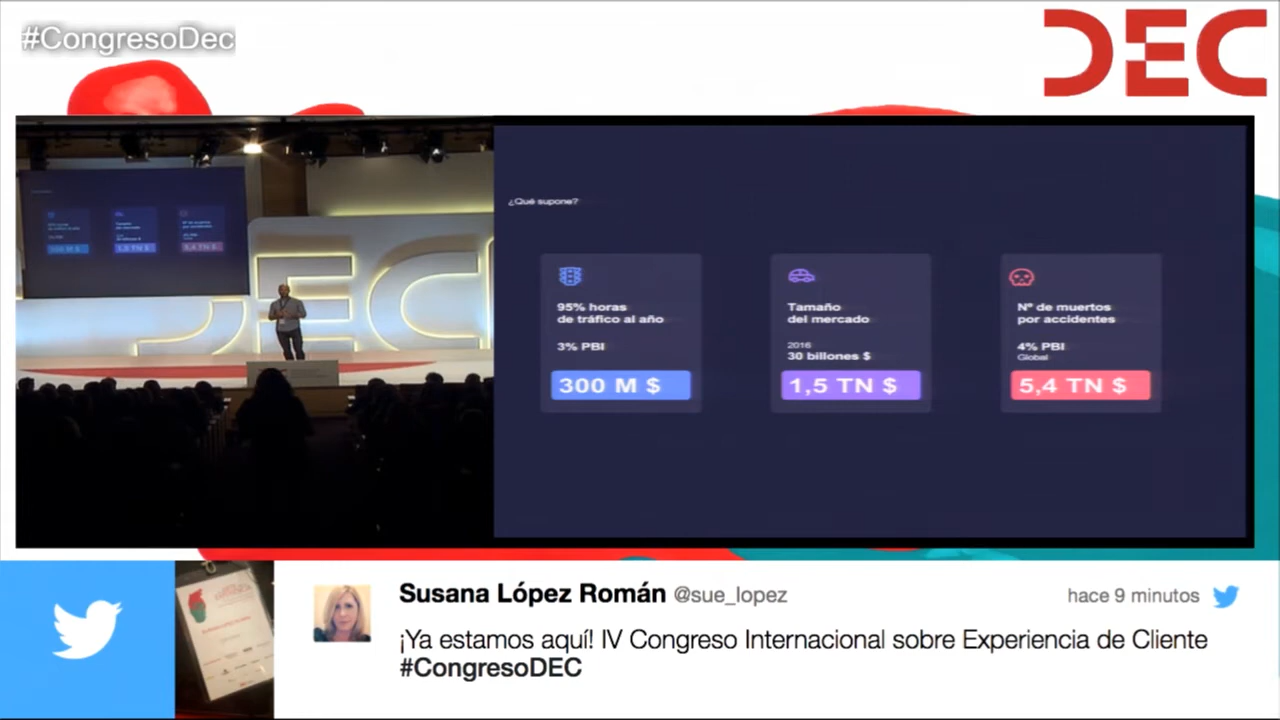 #CongresoDec
DEC
DEC
¿Qué supone?
95% horas
de tráfico al año
3% PBI
300 M $
Tamaño
del mercado
2016
30 billones $
1,5 TN $
Nº de muertos
por accidentes
4% PBI
Global
5,4 TN $
Susana López Román @sue_lopez
hace 9 minutos
¡Ya estamos aquí! IV Congreso Internacional sobre Experiencia de Cliente
#CongresoDEC